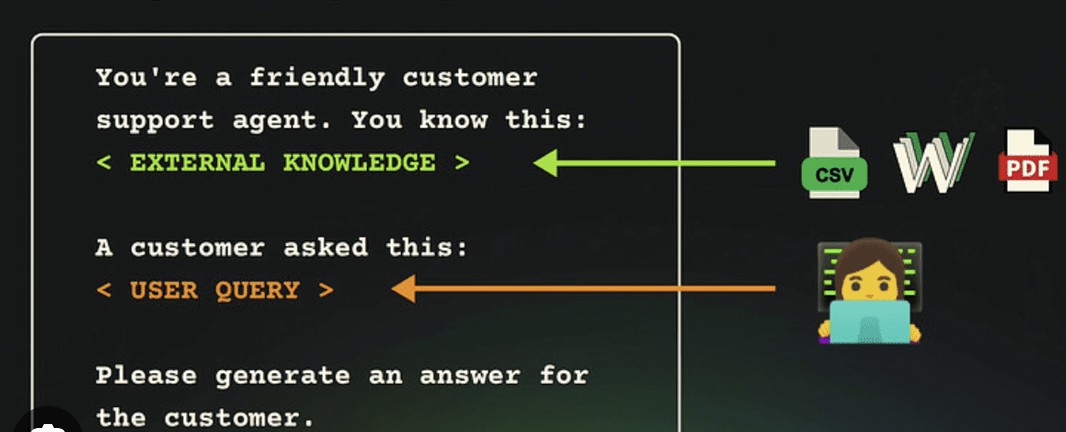 You're a friendly customer
support agent. You know this:
< EXTERNAL KNOWLEDGE >
CSV
W
PDF
A customer asked this:
< USER QUERY >
Please generate an answer for
the customer.